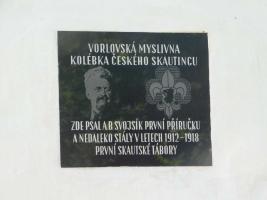 VORLOVSKÁ MYSLIVNA
KOLÉBKA ČESKÉHO SKAUTINGU
ZDE PSAL A.B. SVOJSÍK PRVNÍ PŘÍRUČKU
A NEDALEKO STÁLY V LETECH 1912-1918
PRVNÍ SKAUTSKÉ TÁBORY